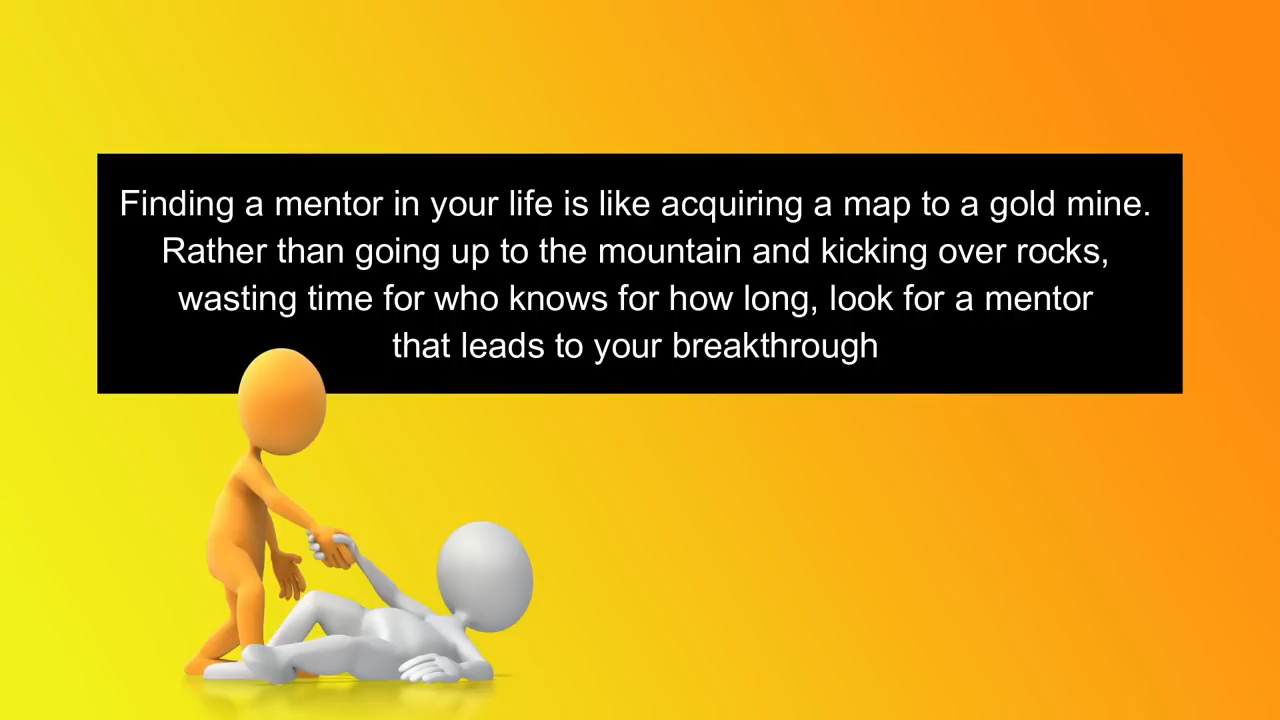 Finding a mentor in your life is like acquiring a map to a gold mine.
Rather than going up to the mountain and kicking over rocks,
wasting time for who knows for how long, look for a mentor
that leads to your breakthrough